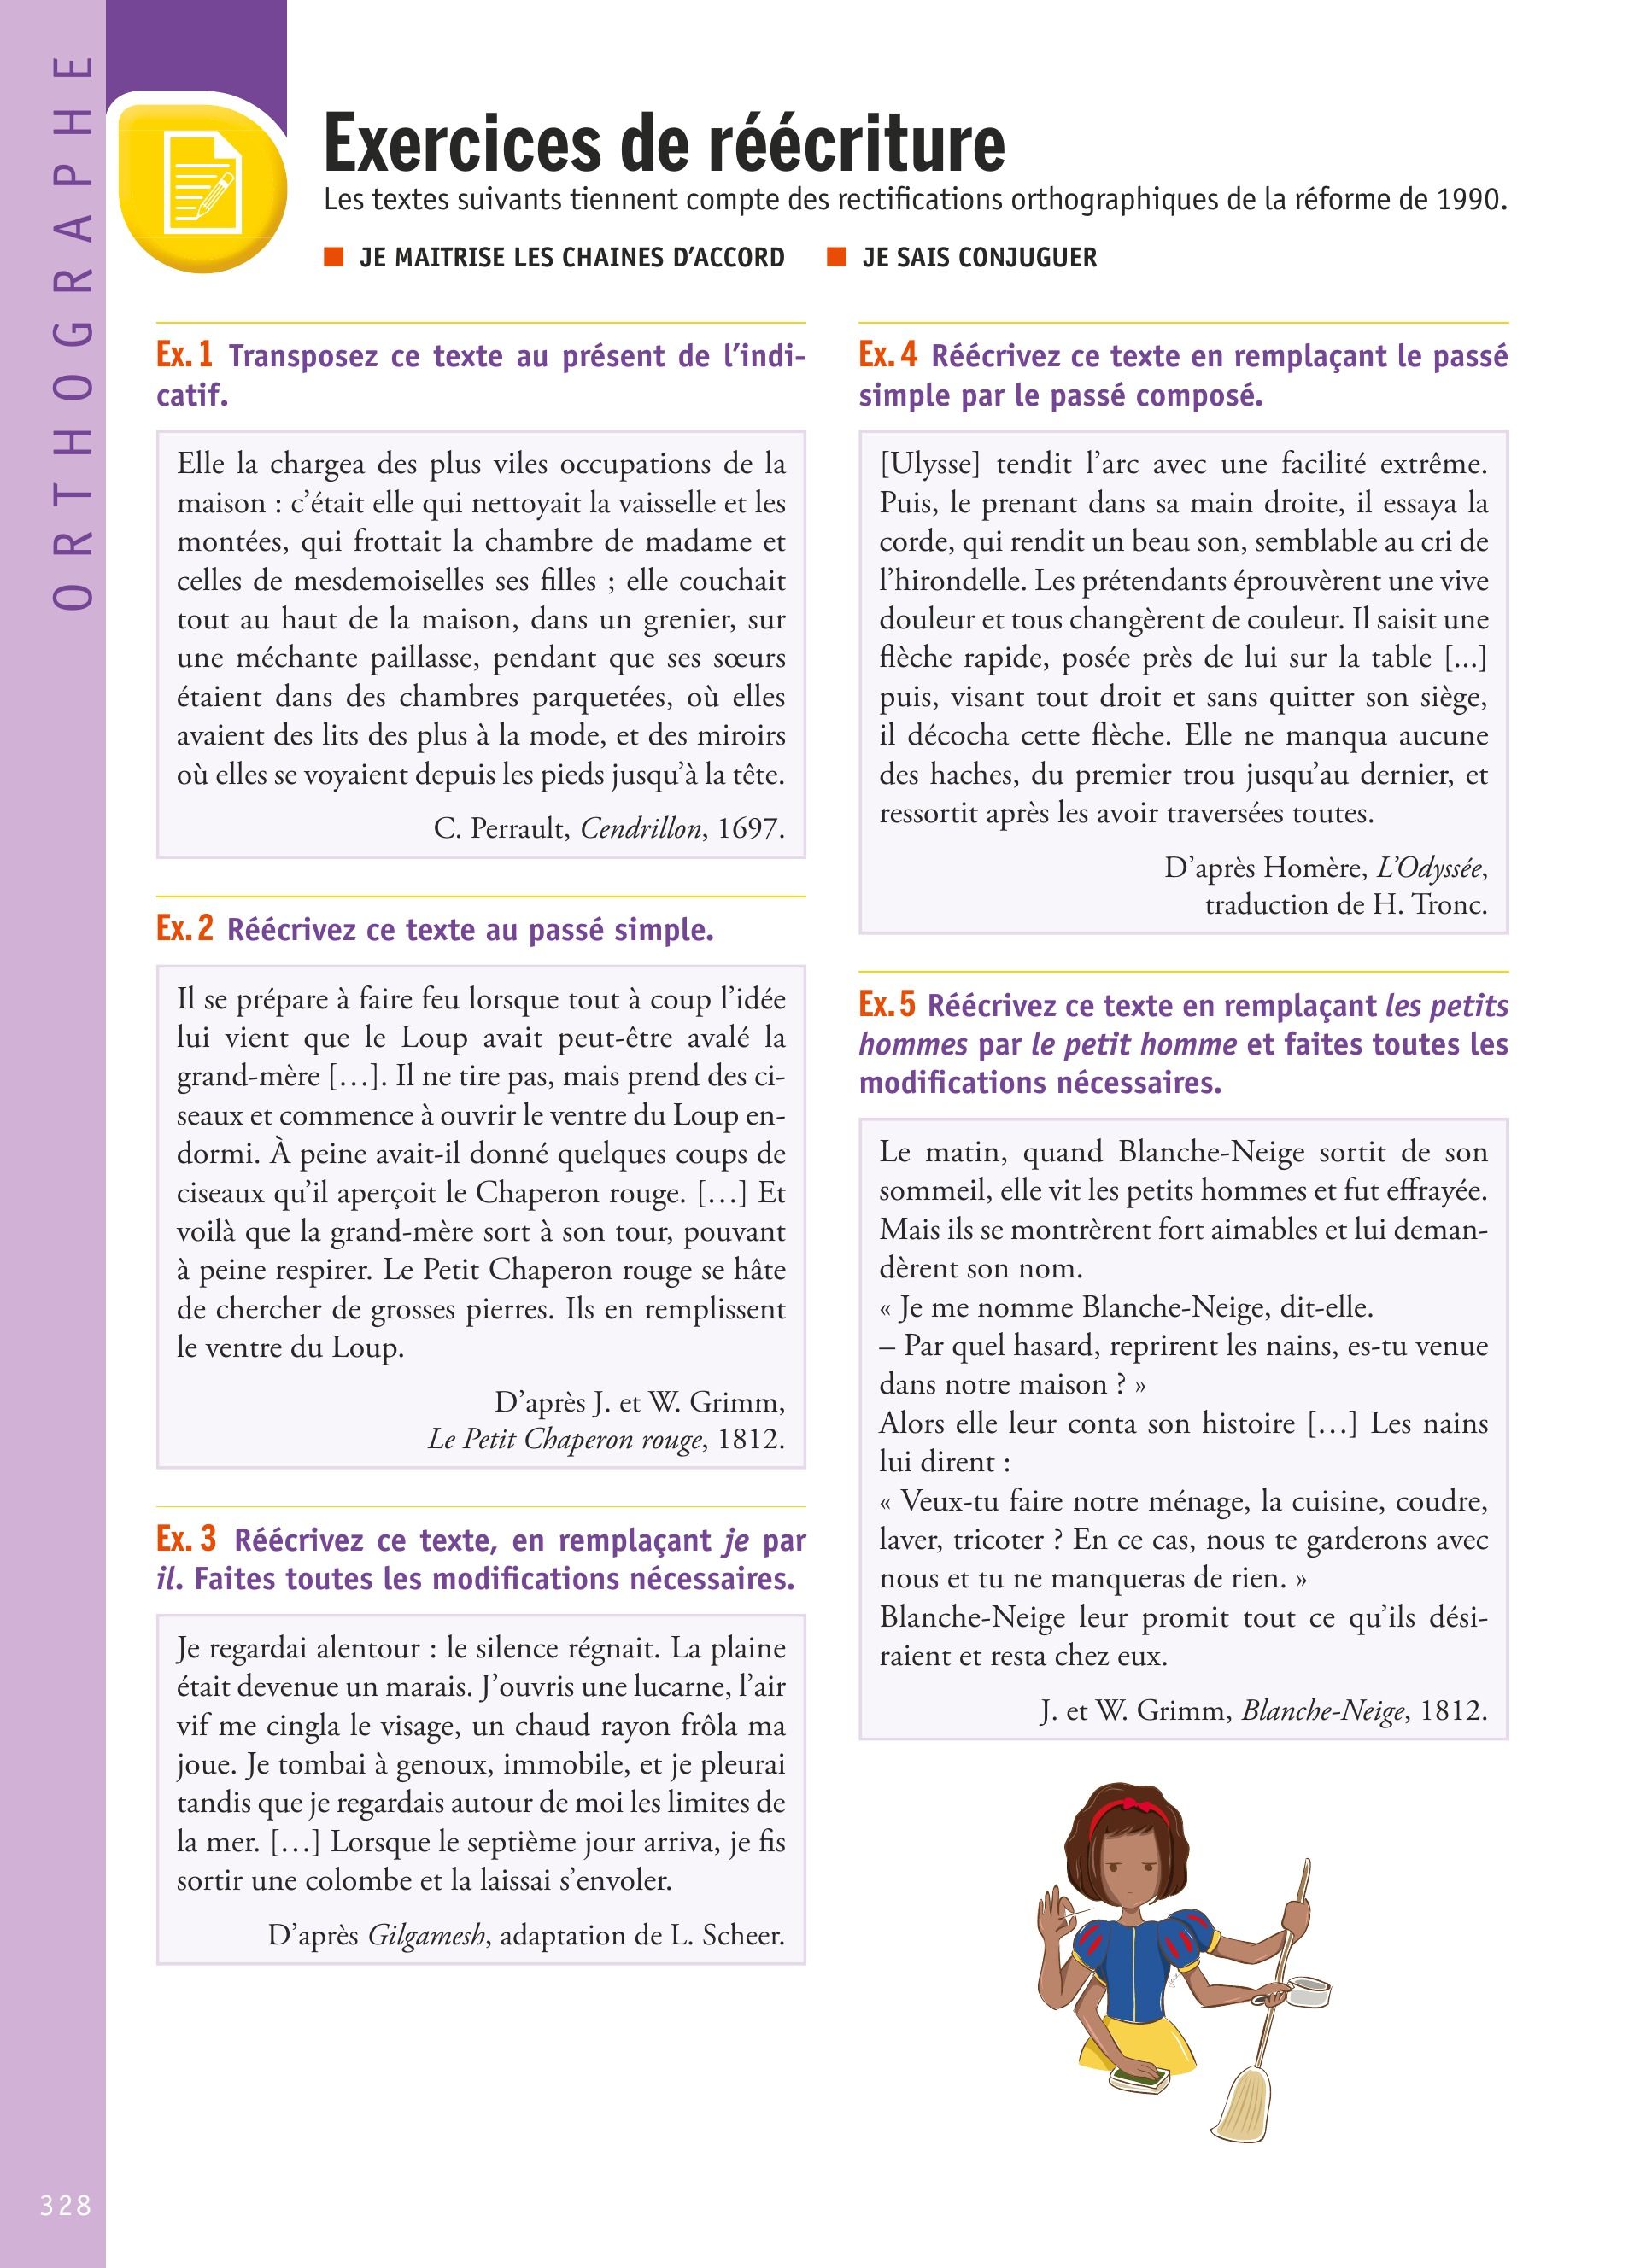 ORTHOGRAPHE
Exercices de réécriture
Les textes suivants tiennent compte des rectifications orthographiques de la réforme de 1990.
■ JE MAITRISE LES CHAINES D’ACCORD ■ JE SAIS CONJUGUER
Ex. 1 Transposez ce texte au présent de l’indi-
catif.
Elle la chargea des plus viles occupations de la
maison : c’était elle qui nettoyait la vaisselle et les
montées, qui frottait la chambre de madame et
celles de mesdemoiselles ses filles ; elle couchait
tout au haut de la maison, dans un grenier, sur
une méchante paillasse, pendant que ses sœurs
étaient dans des chambres parquetées, où elles
avaient des lits des plus à la mode, et des miroirs
où elles se voyaient depuis les pieds jusqu’à la tête.
C. Perrault, Cendrillon, 1697.
Ex. 2 Réécrivez ce texte au passé simple.
Il se prépare à faire feu lorsque tout à coup l’idée
lui vient que le Loup avait peut-être avalé la
grand-mère […]. Il ne tire pas, mais prend des ci-
seaux et commence à ouvrir le ventre du Loup en-
dormi. À peine avait-il donné quelques coups de
ciseaux qu’il aperçoit le Chaperon rouge. […] Et
voilà que la grand-mère sort à son tour, pouvant
à peine respirer. Le Petit Chaperon rouge se hâte
de chercher de grosses pierres. Ils en remplissent
le ventre du Loup.
D’après J. et W. Grimm,
Le Petit Chaperon rouge, 1812.
Ex. 3 Réécrivez ce texte, en remplaçant je par
il. Faites toutes les modifications nécessaires.
Je regardai alentour : le silence régnait. La plaine
était devenue un marais. J’ouvris une lucarne, l’air
vif me cingla le visage, un chaud rayon frôla ma
joue. Je tombai à genoux, immobile, et je pleurai
tandis que je regardais autour de moi les limites de
la mer. […] Lorsque le septième jour arriva, je fis
sortir une colombe et la laissai s’envoler.
D’après Gilgamesh, adaptation de L. Scheer.
Ex. 4 Réécrivez ce texte en remplaçant le passé
simple par le passé composé.
[Ulysse] tendit l’arc avec une facilité extrême.
Puis, le prenant dans sa main droite, il essaya la
corde, qui rendit un beau son, semblable au cri de
l’hirondelle. Les prétendants éprouvèrent une vive
douleur et tous changèrent de couleur. Il saisit une
flèche rapide, posée près de lui sur la table [...]
puis, visant tout droit et sans quitter son siège,
il décocha cette flèche. Elle ne manqua aucune
des haches, du premier trou jusqu’au dernier, et
ressortit après les avoir traversées toutes.
D’après Homère, L’Odyssée,
traduction de H. Tronc.
Ex. 5 Réécrivez ce texte en remplaçant les petits
hommes par le petit homme et faites toutes les
modifications nécessaires.
Le matin, quand Blanche-Neige sortit de son
sommeil, elle vit les petits hommes et fut effrayée.
Mais ils se montrèrent fort aimables et lui deman-
dèrent son nom.
« Je me nomme Blanche-Neige, dit-elle.
– Par quel hasard, reprirent les nains, es-tu venue
dans notre maison ? »
Alors elle leur conta son histoire […] Les nains
lui dirent :
« Veux-tu faire notre ménage, la cuisine, coudre,
laver, tricoter ? En ce cas, nous te garderons avec
nous et tu ne manqueras de rien. »
Blanche-Neige leur promit tout ce qu’ils dési-
raient et resta chez eux.
J. et W. Grimm, Blanche-Neige, 1812.
328